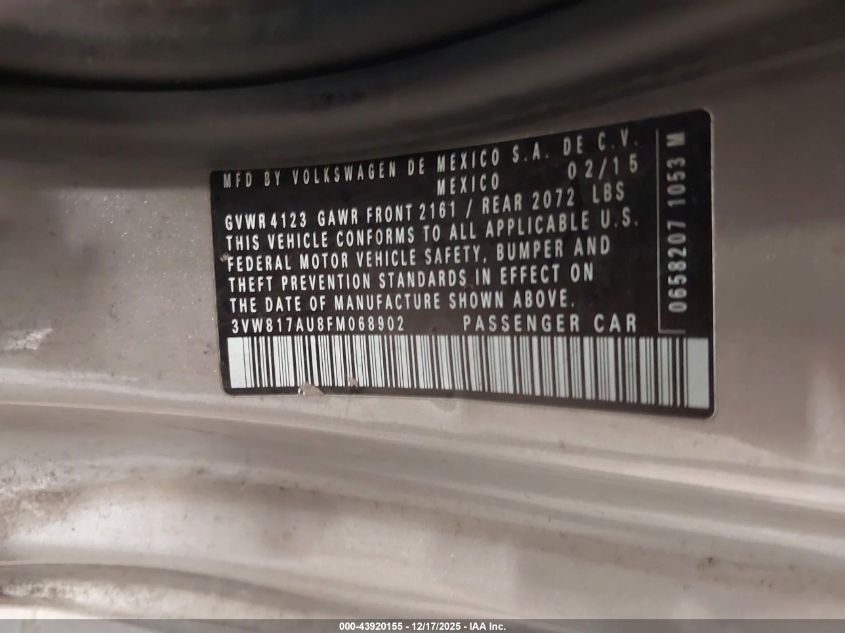 MFD BY VOLKSWAGEN DE MEXICO S.A. DE C.V.
MEXICO 02/15
GVWR 4123 GAWR FRONT 2161 / REAR 2072 LBS
THIS VEHICLE CONFORMS TO ALL APPLICABLE U.S.
FEDERAL MOTOR VEHICLE SAFETY, BUMPER AND
THEFT PREVENTION STANDARDS IN EFFECT ON
THE DATE OF MANUFACTURE SHOWN ABOVE.
3VW817AU8FM068902 PASSENGER CAR
0658207 1053 M
000-43920155 - 12/17/2025 - IAA Inc.